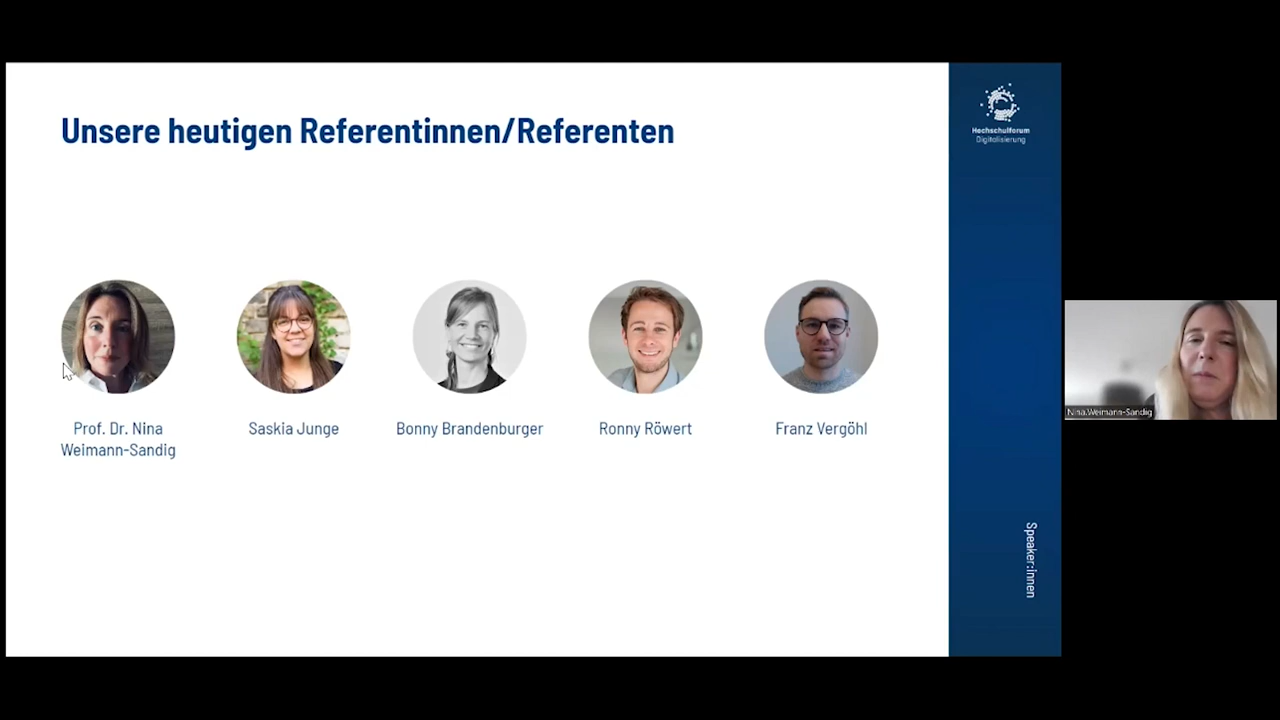 Unsere heutigen Referentinnen/Referenten
Hochschulforum
Digitalisierung
Prof. Dr. Nina
Weimann-Sandig
Saskia Junge
Bonny Brandenburger
Ronny Röwert
Franz Vergöhl
Speaker:innen
Nina.Weimann-Sandig